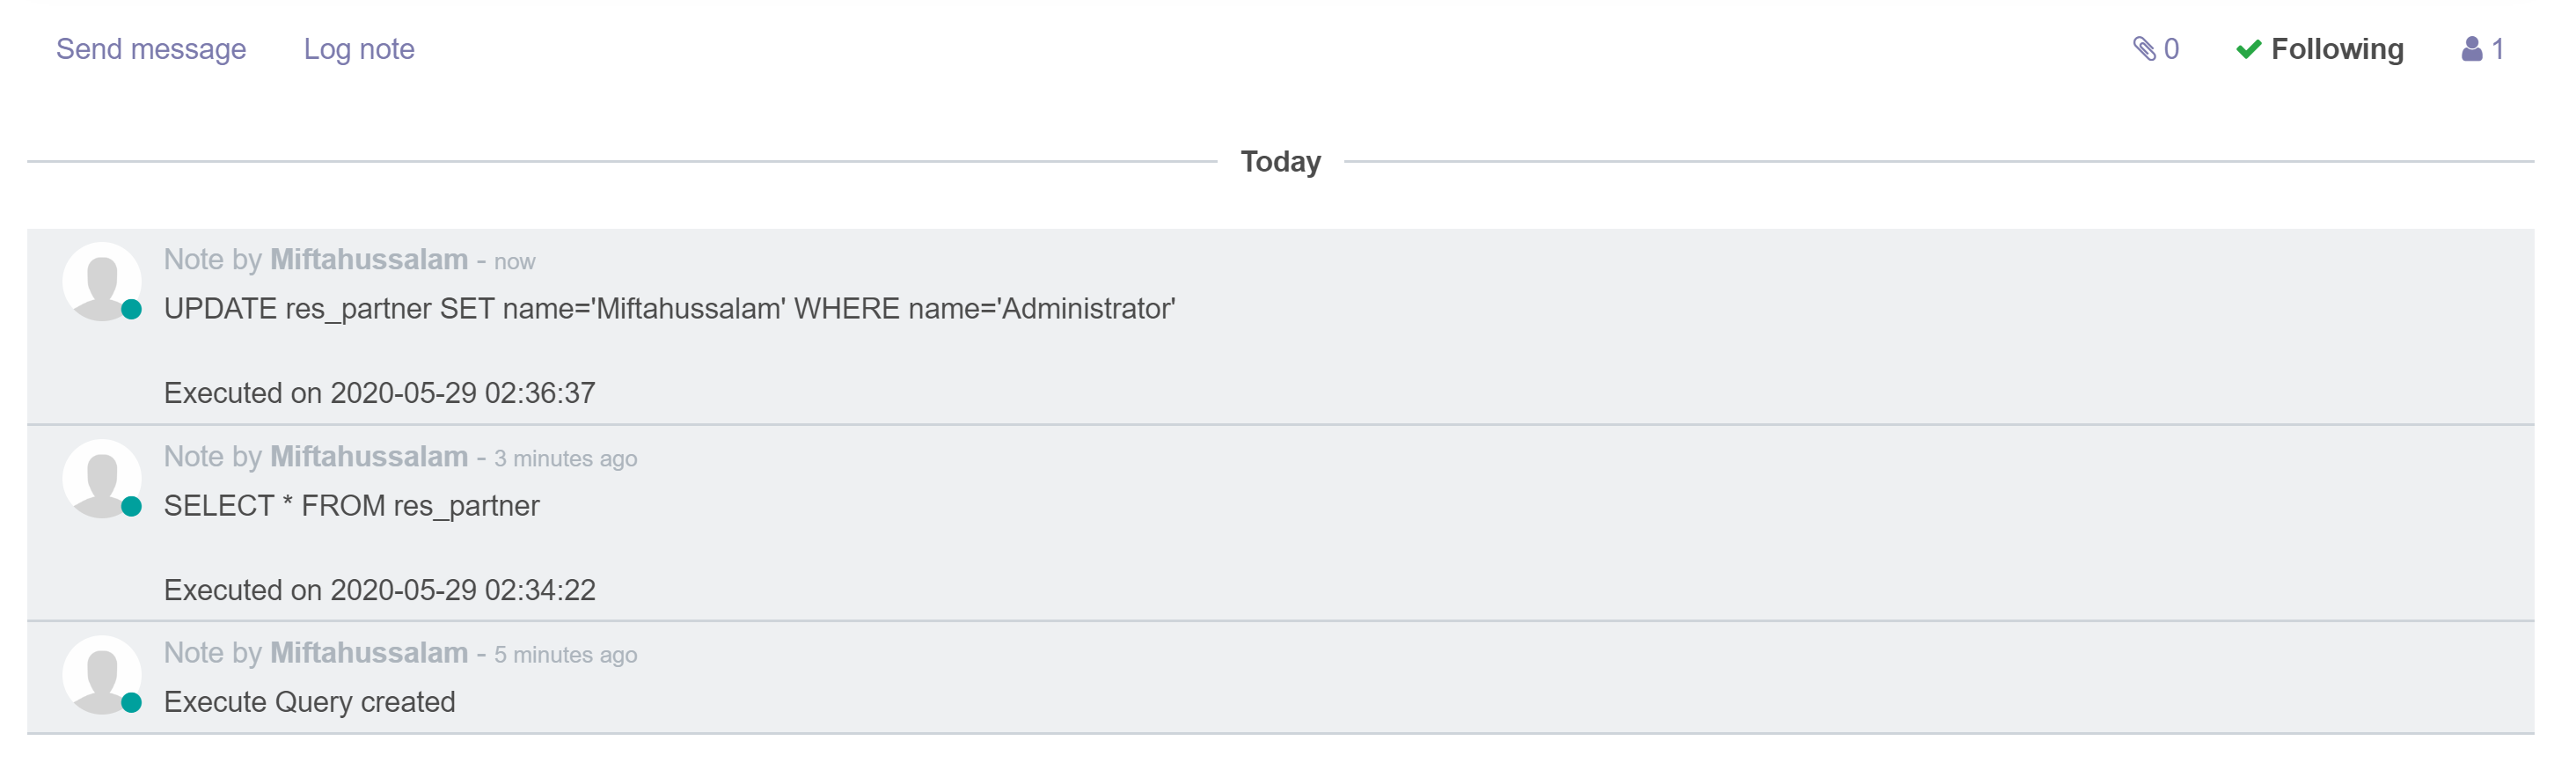 Send message Log note 0 Following 1
Today
Note by Miftahussalam - now
UPDATE res_partner SET name='Miftahussalam' WHERE name='Administrator'
Executed on 2020-05-29 02:36:37
Note by Miftahussalam - 3 minutes ago
SELECT * FROM res_partner
Executed on 2020-05-29 02:34:22
Note by Miftahussalam - 5 minutes ago
Execute Query created